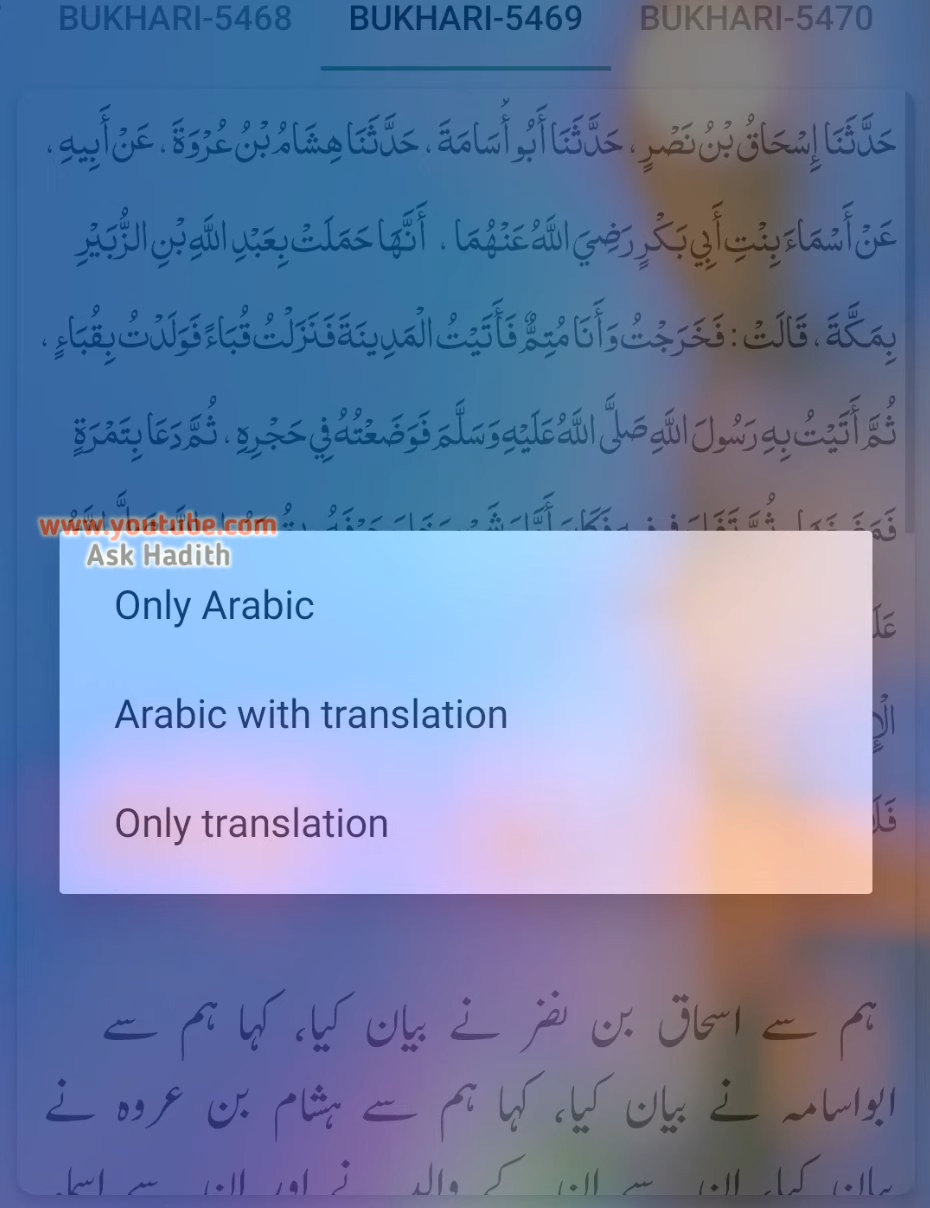 BUKHARI-5468 BUKHARI-5469 BUKHARI-5470
حَدَّثَنَا إِسْحَاقُ بْنُ نَصْرٍ ، حَدَّثَنَا أَبُو أُسَامَةَ ، حَدَّثَنَا هِشَامُ بْنُ عُرْوَةَ ، عَنْ أَبِيهِ ،
عَنْ أَسْمَاءَ بِنْتِ أَبِي بَكْرٍ رَضِيَ اللَّهُ عَنْهُمَا ، أَنَّهَا حَمَلَتْ بِعَبْدِ اللَّهِ بْنِ الزُّبَيْرِ
بِمَكَّةَ ، قَالَتْ : فَخَرَجْتُ وَأَنَا مُتِمٌّ فَأَتَيْتُ الْمَدِينَةَ فَنَزَلْتُ قُبَاءً فَوَلَدْتُ بِقُبَاءٍ ،
ثُمَّ أَتَيْتُ بِهِ رَسُولَ اللَّهِ صَلَّى اللَّهُ عَلَيْهِ وَسَلَّمَ فَوَضَعْتُهُ فِي حَجْرِهِ ، ثُمَّ دَعَا بِتَمْرَةٍ
www.youtube.com
Ask Hadith
Only Arabic
Arabic with translation
Only translation
ہم سے اسحاق بن نضر نے بیان کیا، کہا ہم سے
ابواسامہ نے بیان کیا، کہا ہم سے ہشام بن عروہ نے